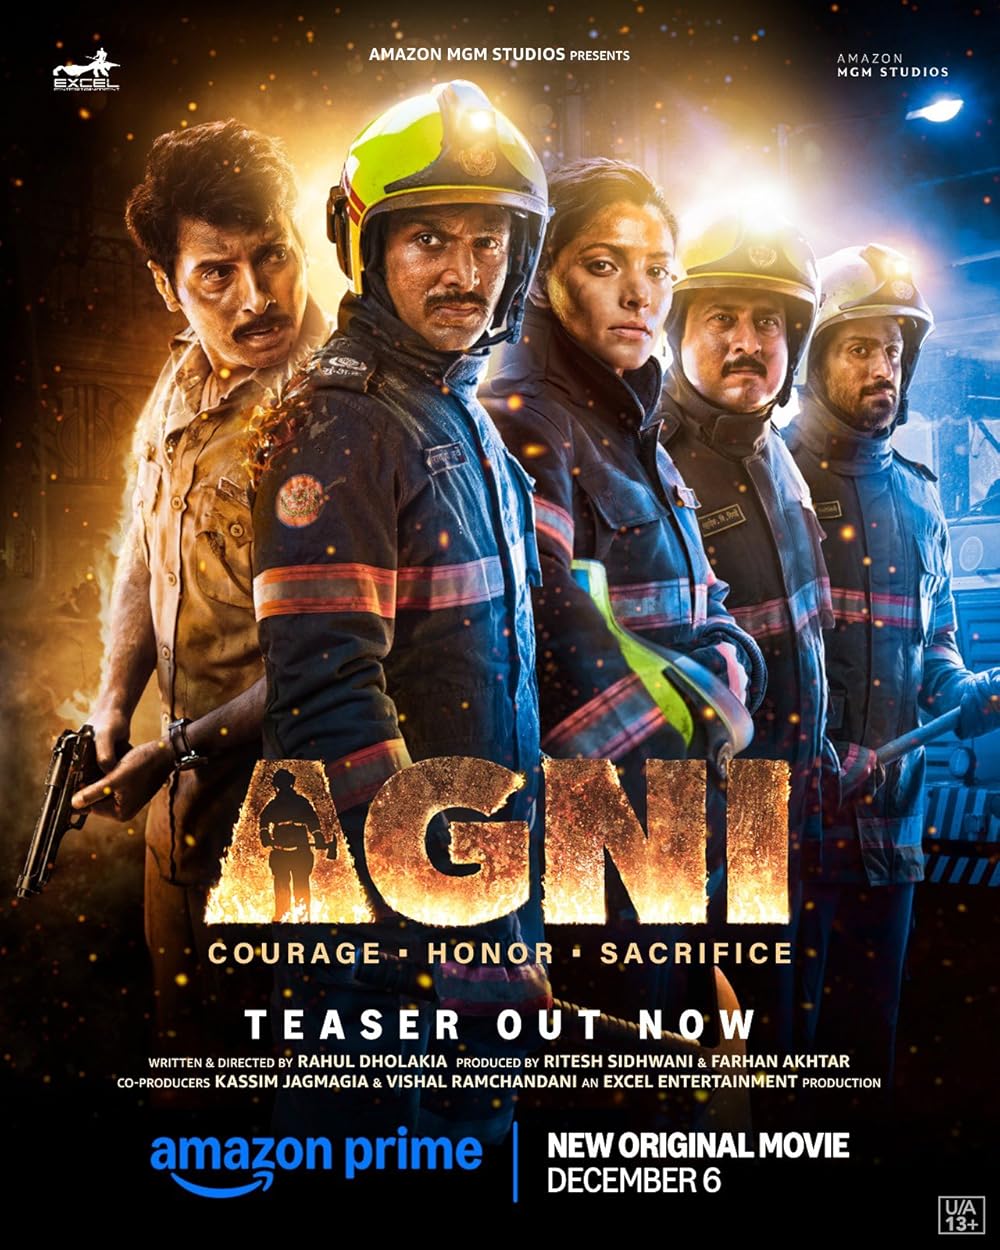 EXCEL
ENTERTAINMENT
AMAZON MGM STUDIOS PRESENTS
AMAZON
MGM STUDIOS
AGNI
COURAGE · HONOR · SACRIFICE
TEASER OUT NOW
WRITTEN & DIRECTED BY RAHUL DHOLAKIA PRODUCED BY RITESH SIDHWANI & FARHAN AKHTAR
CO-PRODUCERS KASSIM JAGMAGIA & VISHAL RAMCHANDANI AN EXCEL ENTERTAINMENT PRODUCTION
amazon prime
NEW ORIGINAL MOVIE
DECEMBER 6
U/A
13+